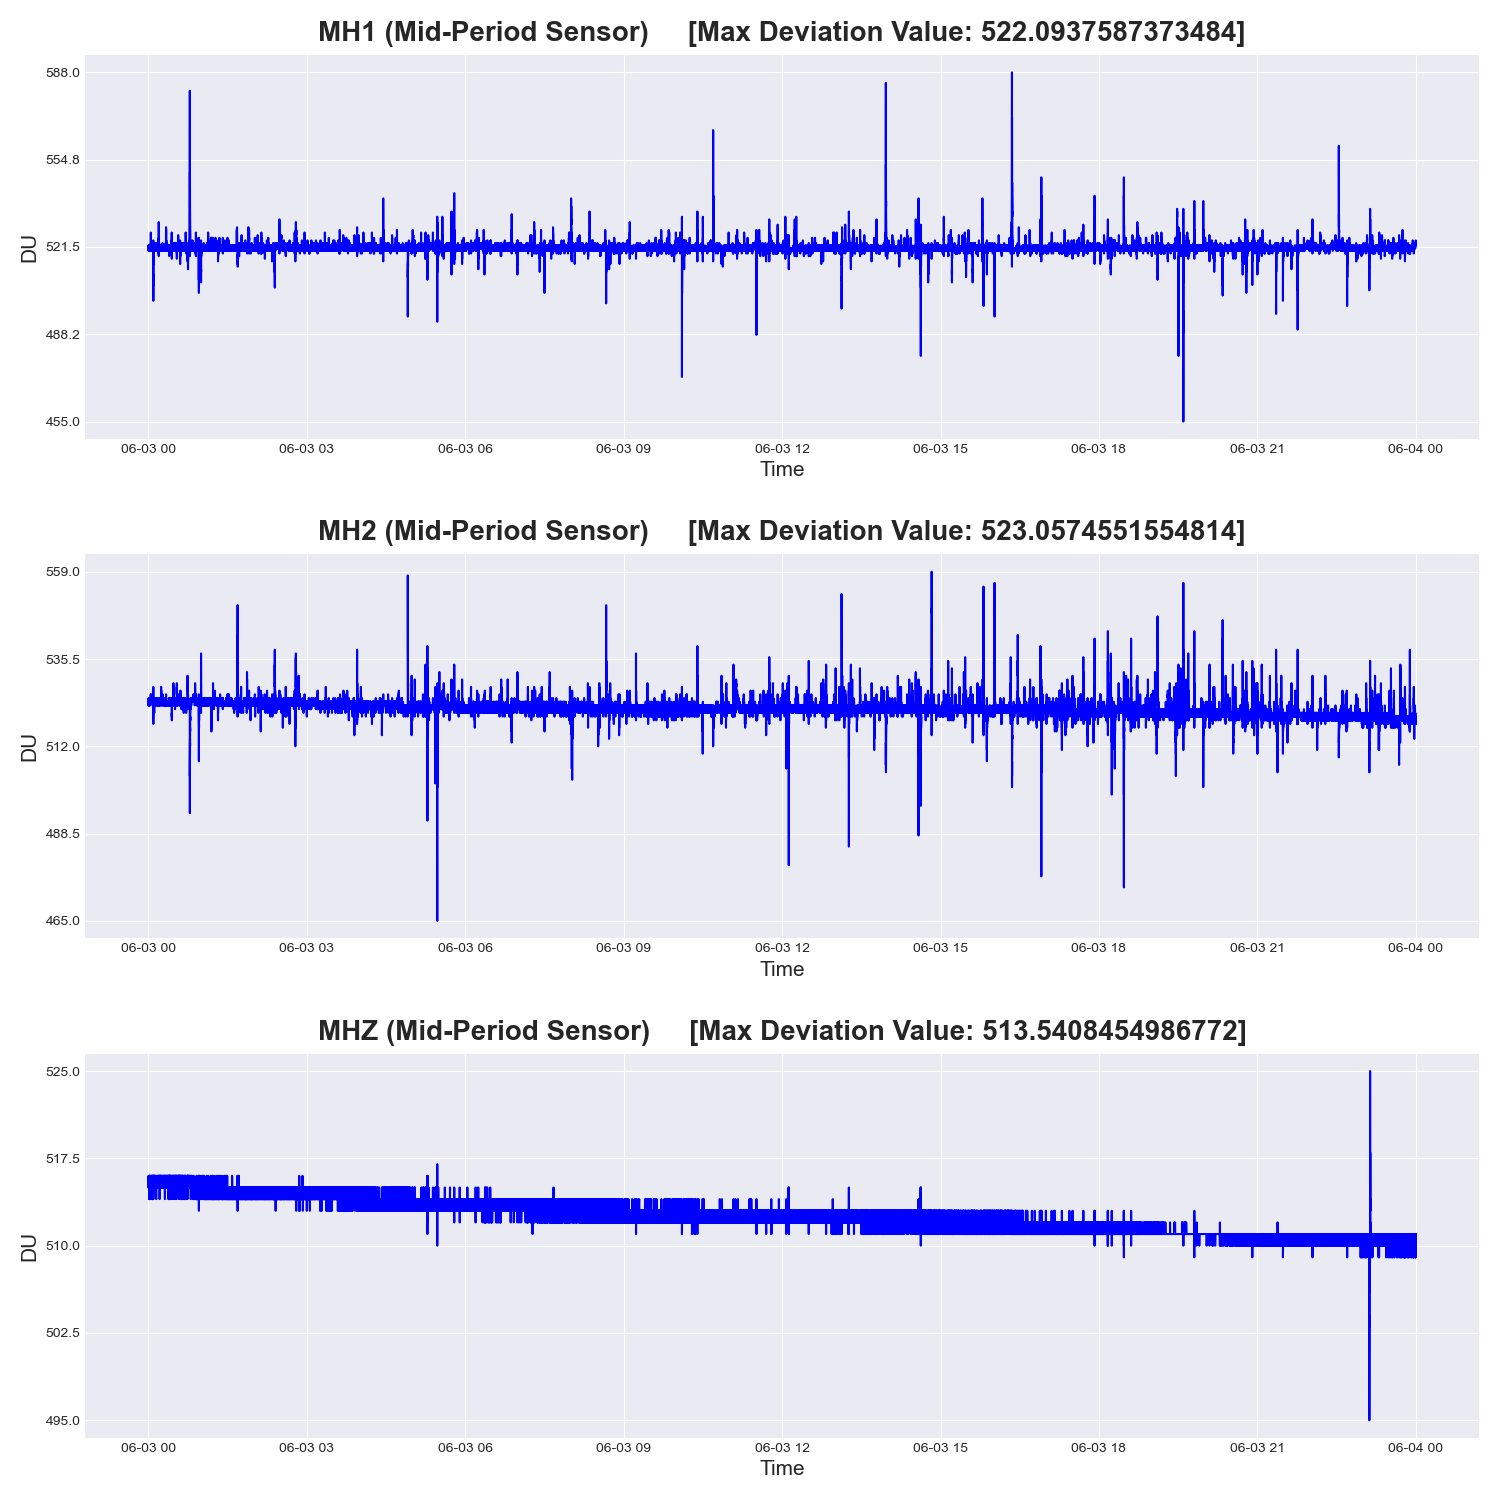 MH1 (Mid-Period Sensor) [Max Deviation Value: 522.0937587373484]
588.0
554.8
521.5
488.2
455.0
DU
06-03 00 06-03 03 06-03 06 06-03 09 06-03 12 06-03 15 06-03 18 06-03 21 06-04 00
Time
MH2 (Mid-Period Sensor) [Max Deviation Value: 523.0574551554814]
559.0
535.5
512.0
488.5
465.0
DU
06-03 00 06-03 03 06-03 06 06-03 09 06-03 12 06-03 15 06-03 18 06-03 21 06-04 00
Time
MHZ (Mid-Period Sensor) [Max Deviation Value: 513.5408454986772]
525.0
517.5
510.0
502.5
495.0
DU
06-03 00 06-03 03 06-03 06 06-03 09 06-03 12 06-03 15 06-03 18 06-03 21 06-04 00
Time